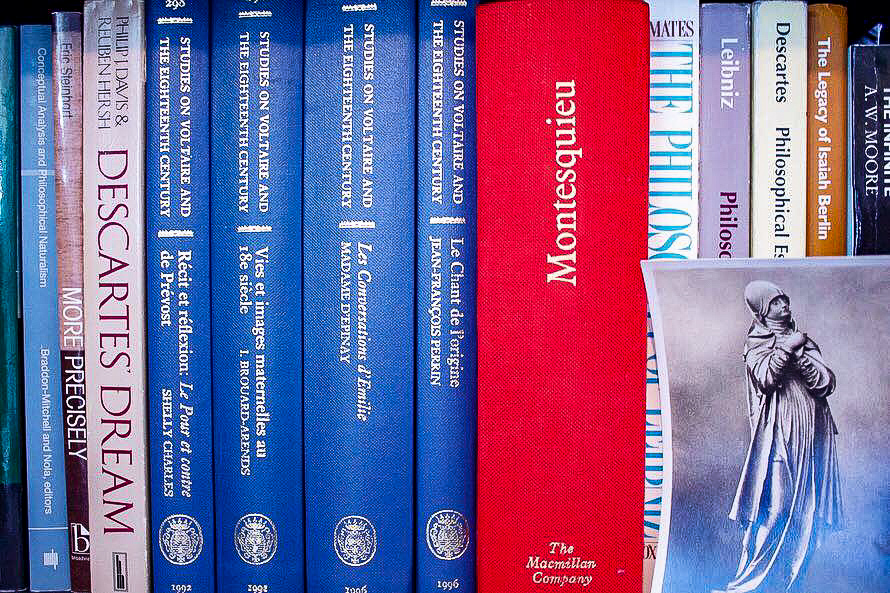 Conceptual Analysis and Philosophical Naturalism
Braddon-Mitchell and Nola, editors
Eric Steinhart
MORE PRECISELY
PHILIP J. DAVIS &
REUBEN HERSH
DESCARTES' DREAM
290
STUDIES ON VOLTAIRE AND
THE EIGHTEENTH CENTURY
Récit et réflexion: Le Pour et contre
de Prévost
SHELLY CHARLES
1992
STUDIES ON VOLTAIRE AND
THE EIGHTEENTH CENTURY
Vies et images maternelles au
18e siècle
I. BROUARD-ARENDS
1991
STUDIES ON VOLTAIRE AND
THE EIGHTEENTH CENTURY
Les Conversations d'Emilie
MADAME D'EPINAY
1996
STUDIES ON VOLTAIRE AND
THE EIGHTEENTH CENTURY
Le Chant de l'origine
JEAN-FRANÇOIS PERRIN
1996
Montesquieu
The
Macmillan
Company
MATES
THE PHILOSO
LEIBNIZ
Leibniz
Philoso
Descartes Philosophical Es
The Legacy of Isaiah Berlin
A. W. MOORE